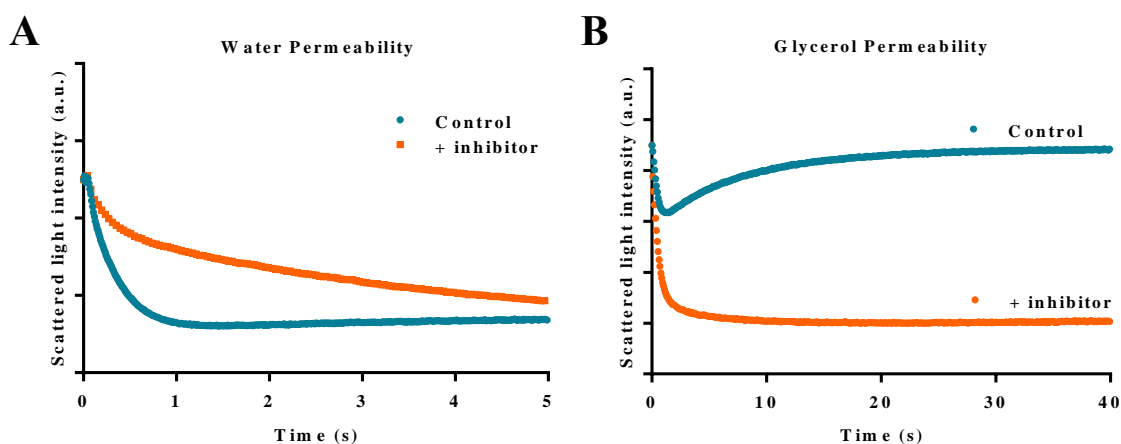 A
Water Permeability
Scattered light intensity (a.u.)
Control
+ inhibitor
0 1 2 3 4 5
Time (s)
B
Glycerol Permeability
Scattered light intensity (a.u.)
Control
+ inhibitor
0 10 20 30 40
Time (s)